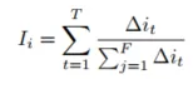 I_i = \sum_{t=1}^{T} \frac{\Delta i_t}{\sum_{j=1}^{F} \Delta i_t}